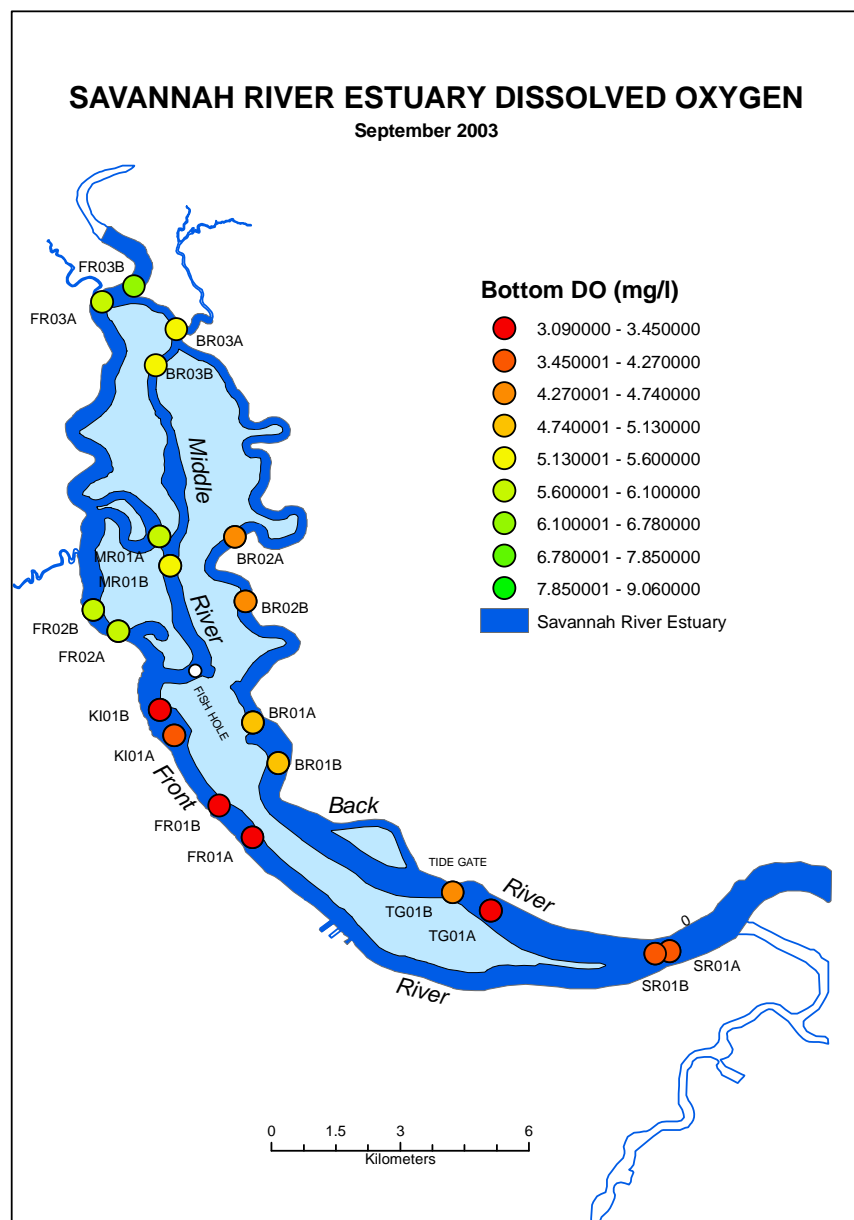 SAVANNAH RIVER ESTUARY DISSOLVED OXYGEN
September 2003
FR03B
FR03A
BR03A
BR03B
Bottom DO (mg/l)
3.090000 - 3.450000
3.450001 - 4.270000
4.270001 - 4.740000
4.740001 - 5.130000
5.130001 - 5.600000
5.600001 - 6.100000
6.100001 - 6.780000
6.780001 - 7.850000
7.850001 - 9.060000
Savannah River Estuary
Middle
River
MR01A
MR01B
BR02A
BR02B
FR02B
FR02A
FISH HOLE
KI01B
KI01A
BR01A
BR01B
Front
River
FR01B
FR01A
Back
River
TIDE GATE
TG01B
TG01A
0
SR01A
SR01B
0 1.5 3 6
Kilometers